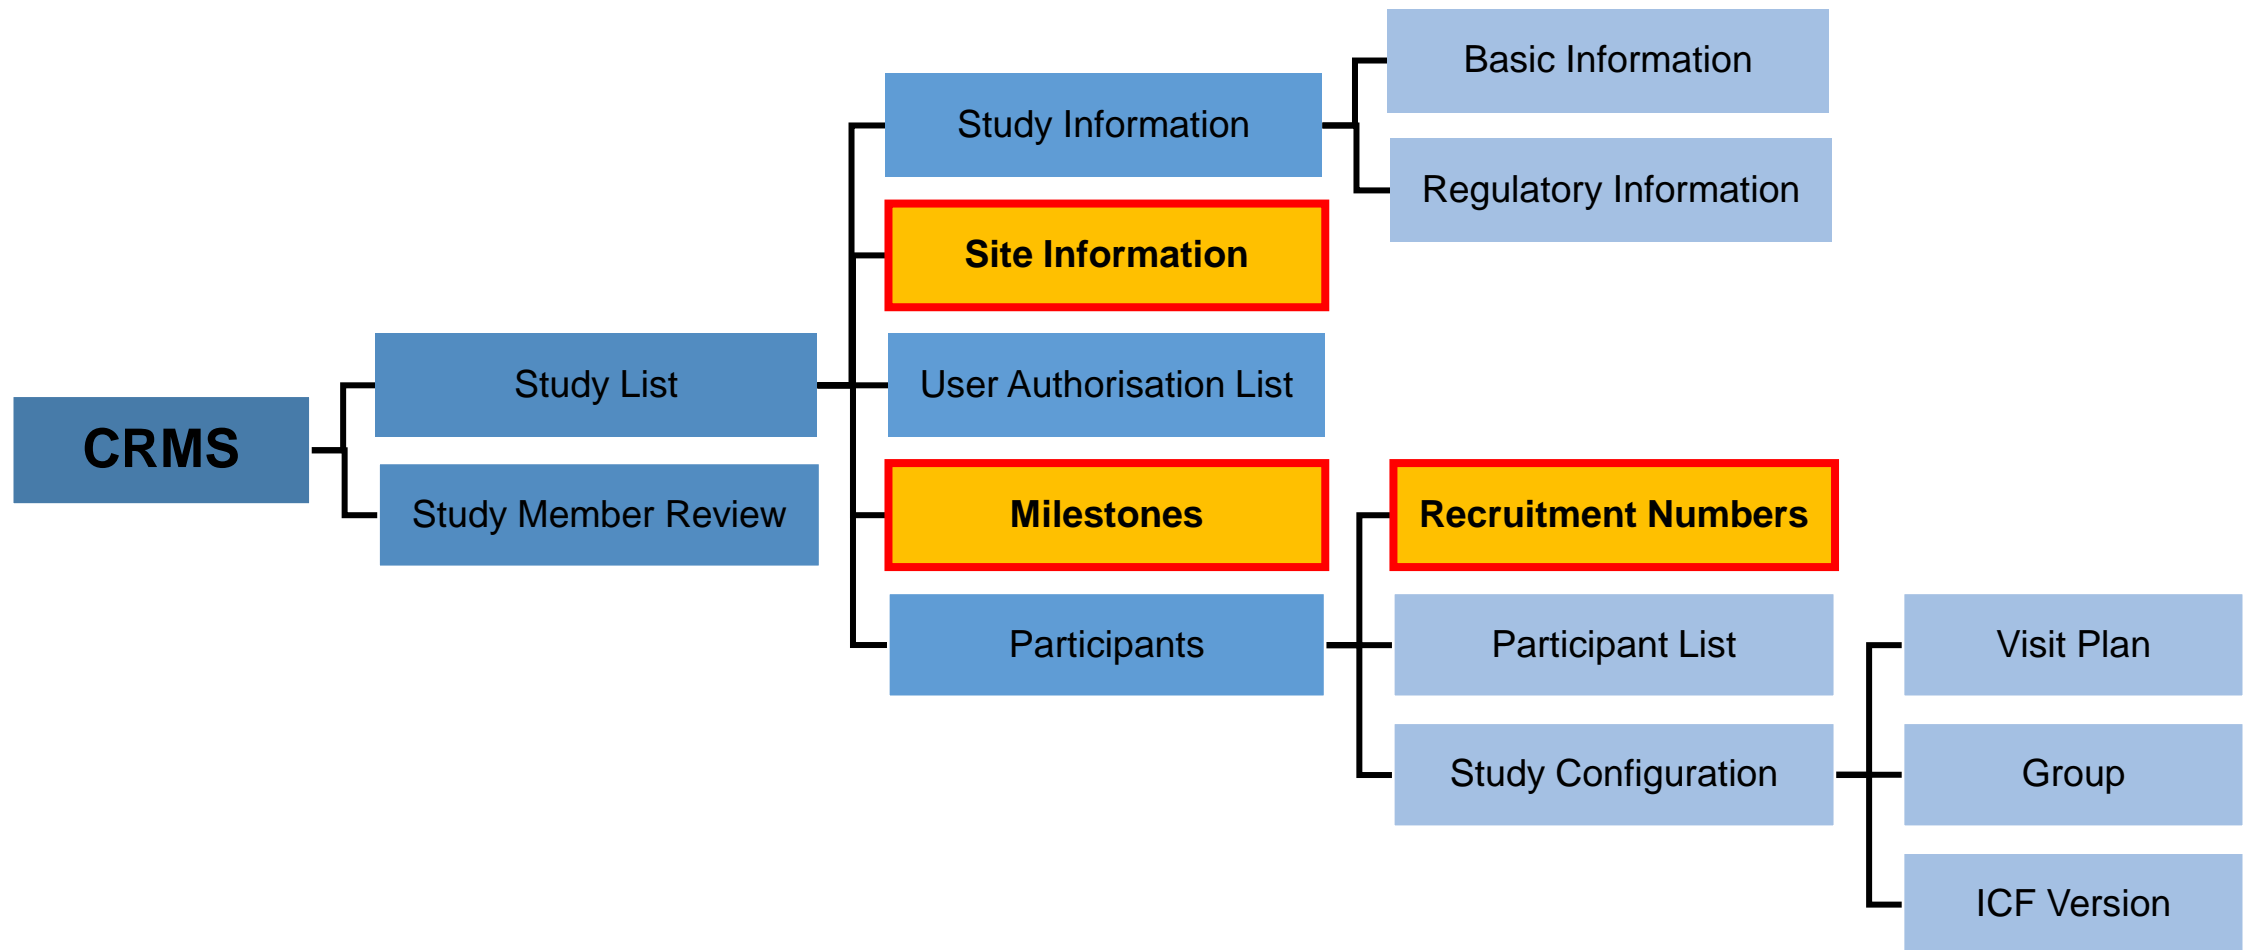 CRMS
Study List
Study Member Review
Study Information
Site Information
User Authorisation List
Milestones
Participants
Basic Information
Regulatory Information
Recruitment Numbers
Participant List
Study Configuration
Visit Plan
Group
ICF Version